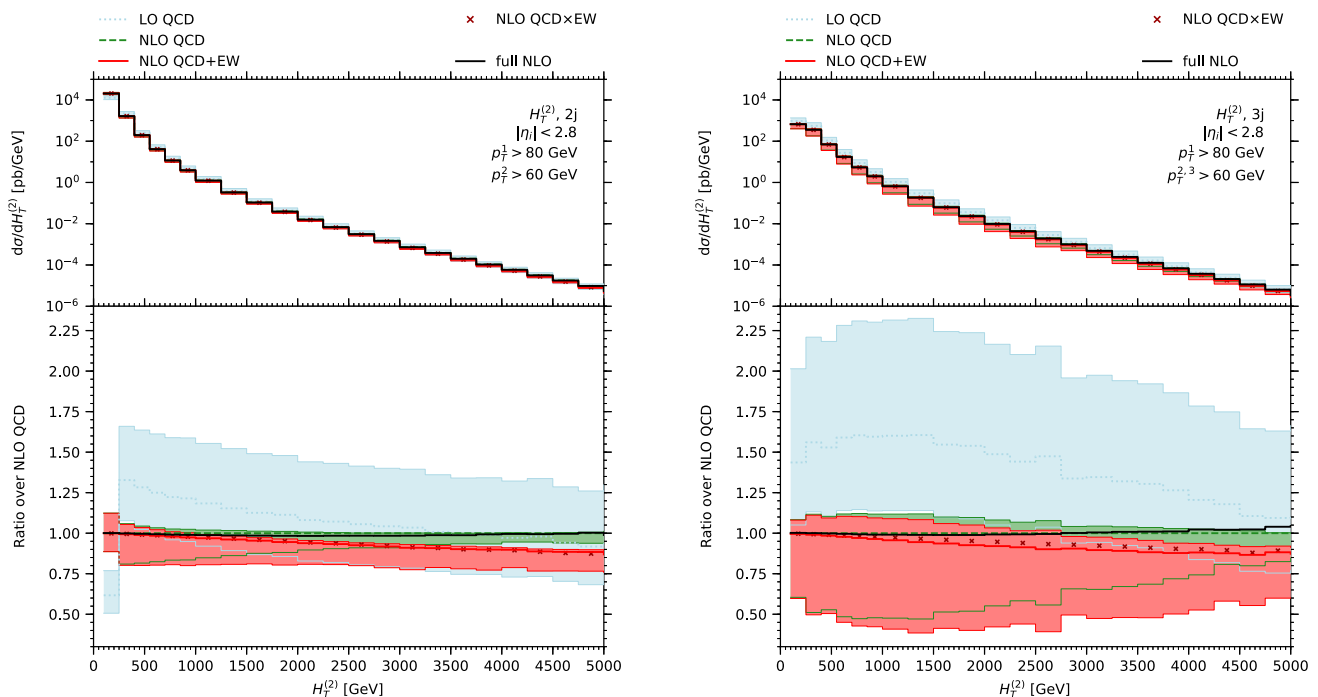 LO QCD
NLO QCD
NLO QCD+EW
NLO QCD×EW
full NLO
dσ/dH_T^(2) [pb/GeV]
10^4
10^2
10^0
10^−2
10^−4
10^−6
H_T^(2), 2j
|η_i| < 2.8
p_T^1 > 80 GeV
p_T^2 > 60 GeV
Ratio over NLO QCD
2.25
2.00
1.75
1.50
1.25
1.00
0.75
0.50
0 500 1000 1500 2000 2500 3000 3500 4000 4500 5000
H_T^(2) [GeV]
LO QCD
NLO QCD
NLO QCD+EW
NLO QCD×EW
full NLO
dσ/dH_T^(2) [pb/GeV]
10^4
10^2
10^0
10^−2
10^−4
10^−6
H_T^(2), 3j
|η_i| < 2.8
p_T^1 > 80 GeV
p_T^2,3 > 60 GeV
Ratio over NLO QCD
2.25
2.00
1.75
1.50
1.25
1.00
0.75
0.50
0 500 1000 1500 2000 2500 3000 3500 4000 4500 5000
H_T^(2) [GeV]